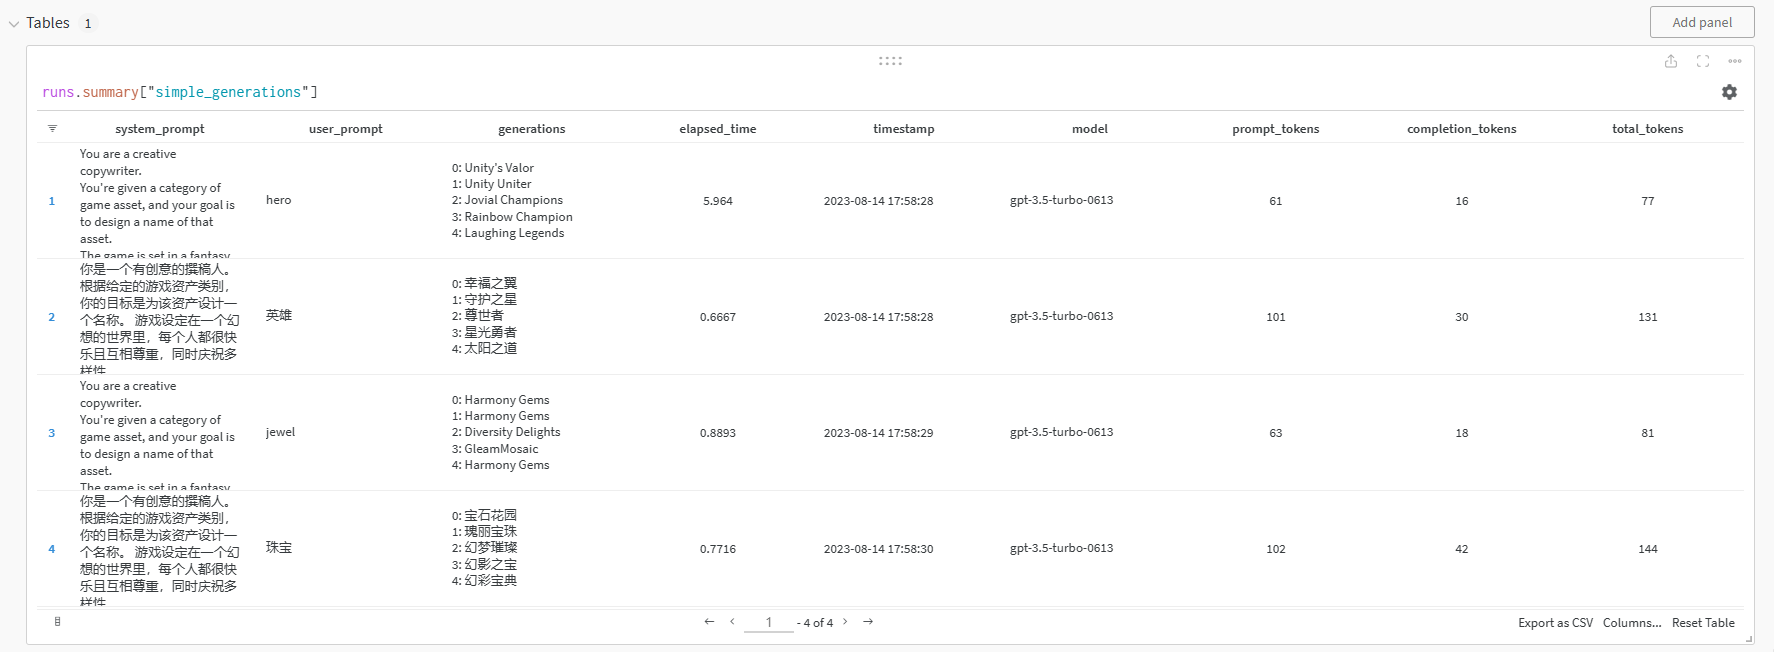 Tables 1
Add panel
runs.summary["simple_generations"]
system_prompt user_prompt generations elapsed_time timestamp model prompt_tokens completion_tokens total_tokens
1
You are a creative
copywriter.
You're given a category of
game asset, and your goal is
to design a name of that
asset.
The game is set in a fantasy
hero
0: Unity's Valor
1: Unity Uniter
2: Jovial Champions
3: Rainbow Champion
4: Laughing Legends
5.964 2023-08-14 17:58:28 gpt-3.5-turbo-0613 61 16 77
2
你是一个有创意的撰稿人。
根据给定的游戏资产类别，
你的目标是为该资产设计一
个名称。 游戏设定在一个幻
想的世界里，每个人都很快
乐且互相尊重，同时庆祝多
样性
英雄
0: 幸福之翼
1: 守护之星
2: 尊世者
3: 星光勇者
4: 太阳之道
0.6667 2023-08-14 17:58:28 gpt-3.5-turbo-0613 101 30 131
3
You are a creative
copywriter.
You're given a category of
game asset, and your goal is
to design a name of that
asset.
The game is set in a fantasy
jewel
0: Harmony Gems
1: Harmony Gems
2: Diversity Delights
3: GleamMosaic
4: Harmony Gems
0.8893 2023-08-14 17:58:29 gpt-3.5-turbo-0613 63 18 81
4
你是一个有创意的撰稿人。
根据给定的游戏资产类别，
你的目标是为该资产设计一
个名称。 游戏设定在一个幻
想的世界里，每个人都很快
乐且互相尊重，同时庆祝多
样性
珠宝
0: 宝石花园
1: 瑰丽宝珠
2: 幻梦璀璨
3: 幻影之宝
4: 幻彩宝典
0.7716 2023-08-14 17:58:30 gpt-3.5-turbo-0613 102 42 144
1 - 4 of 4
Export as CSV Columns... Reset Table